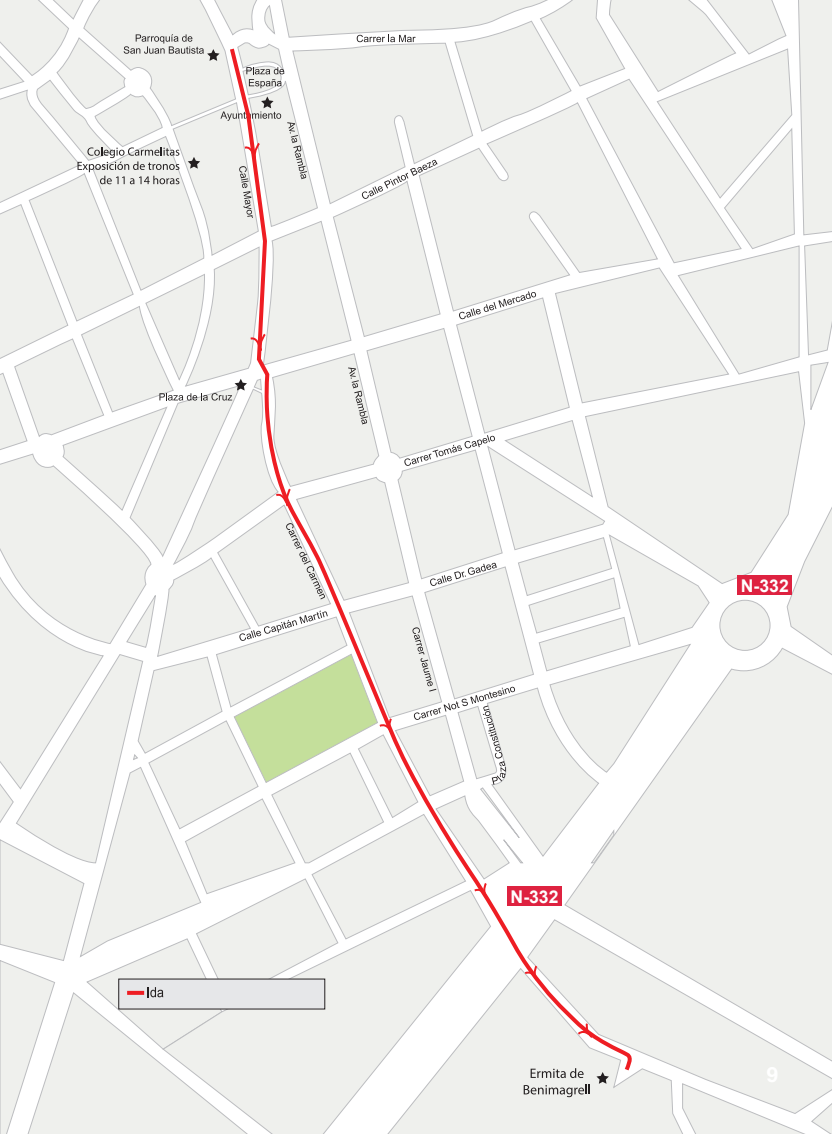 Parroquía de
San Juan Bautista
Carrer la Mar
Plaza de
España
Ayuntamiento
Av. la Rambla
Colegio Carmelitas
Exposición de tronos
de 11 a 14 horas
Calle Mayor
Calle Pintor Baeza
Calle del Mercado
Plaza de la Cruz
Av. la Rambla
Carrer Tomás Capelo
Carrer del Carmen
Calle Dr. Gadea
N-332
Calle Capitán Martín
Carrer Jaume I
Carrer Not S Montesino
Plaza Constitución
N-332
Ida
Ermita de
Benimagrell
9